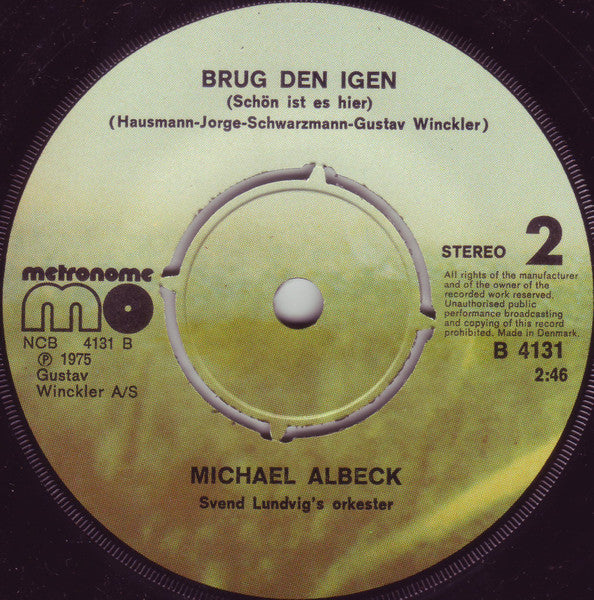 BRUG DEN IGEN
(Schön ist es hier)
(Hausmann-Jorge-Schwarzmann-Gustav Winckler)
metronome
mo
NCB 4131 B
℗ 1975
Gustav
Winckler A/S
STEREO 2
All rights of the manufacturer
and of the owner of the
recorded work reserved.
Unauthorised public
performance broadcasting
and copying of this record
prohibited. Made in Denmark.
B 4131
2:46
MICHAEL ALBECK
Svend Lundvig's orkester